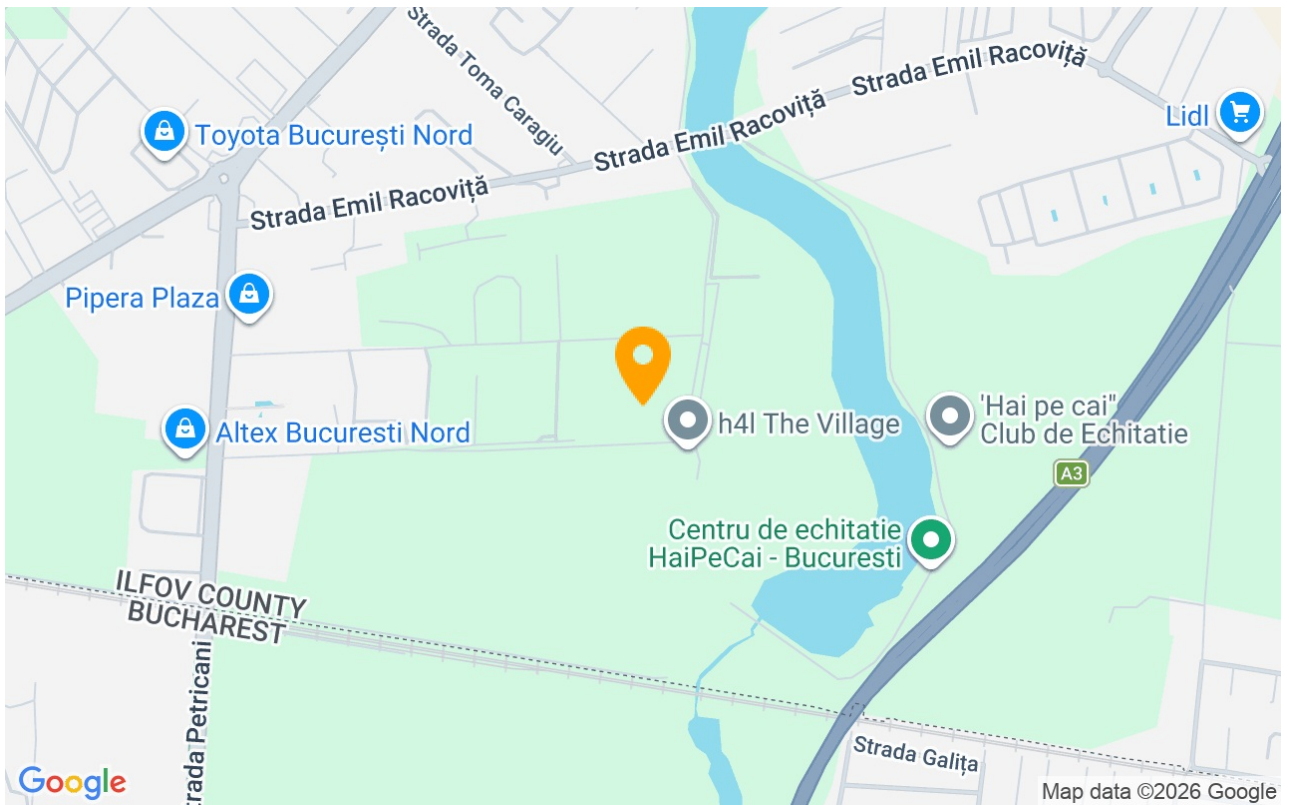 Strada Toma Caragiu
Strada Emil Racoviță
Strada Emil Racoviță
Strada Emil Racoviță
Lidl
Toyota București Nord
Pipera Plaza
Altex Bucuresti Nord
h4l The Village
'Hai pe cai"
Club de Echitatie
A3
Centru de echitatie
HaiPeCai - Bucuresti
ILFOV COUNTY
BUCHAREST
trada Petricani
Strada Galița
Google
Map data ©2026 Google